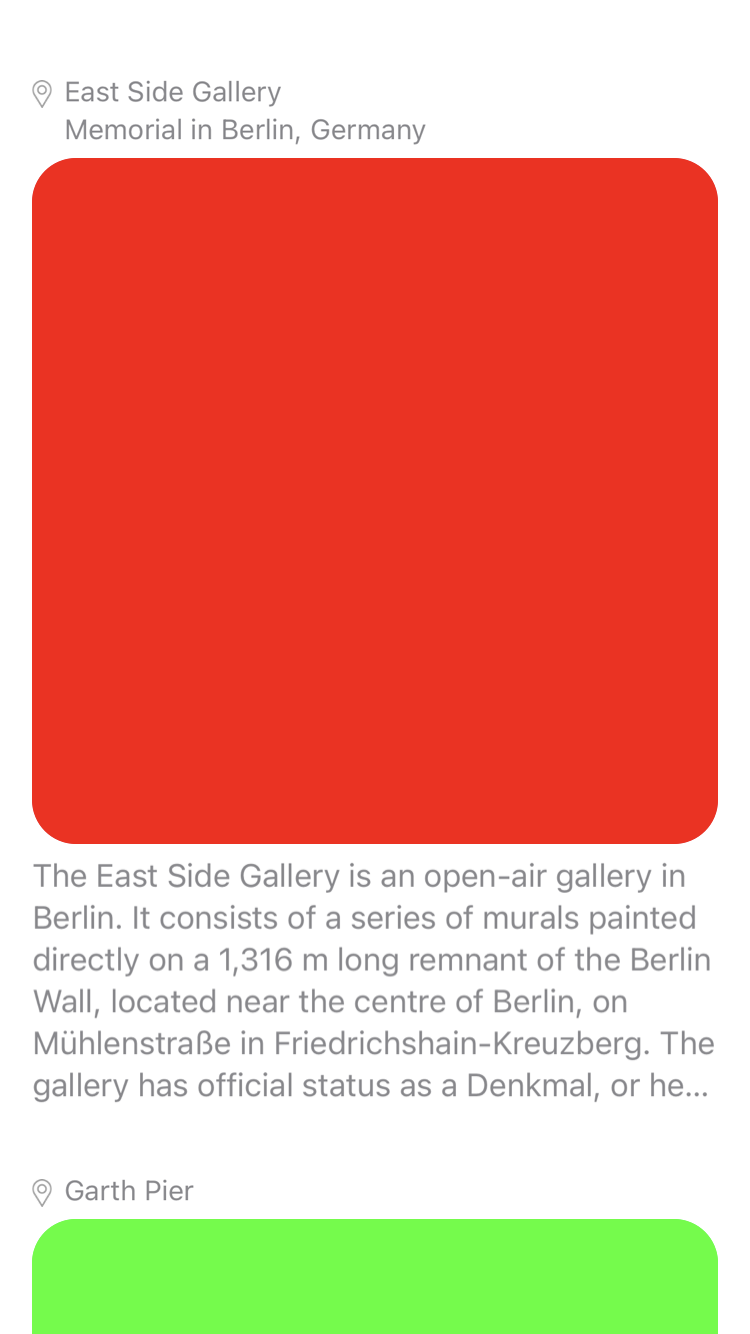 East Side Gallery
Memorial in Berlin, Germany
The East Side Gallery is an open-air gallery in
Berlin. It consists of a series of murals painted
directly on a 1,316 m long remnant of the Berlin
Wall, located near the centre of Berlin, on
Mühlenstraße in Friedrichshain-Kreuzberg. The
gallery has official status as a Denkmal, or he...
Garth Pier